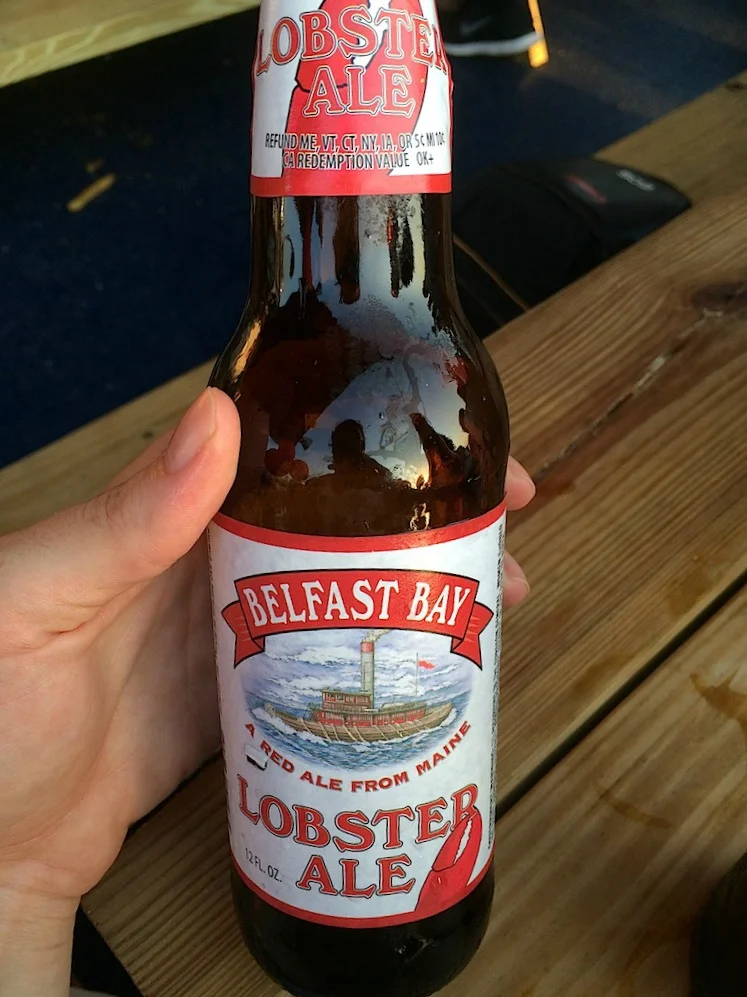 LOBSTER
ALE
REFUND ME, VT, CT, NY, IA, OR 5¢ MI 10¢
CA REDEMPTION VALUE OK+
BELFAST BAY
A RED ALE FROM MAINE
LOBSTER
ALE
12 FL. OZ.